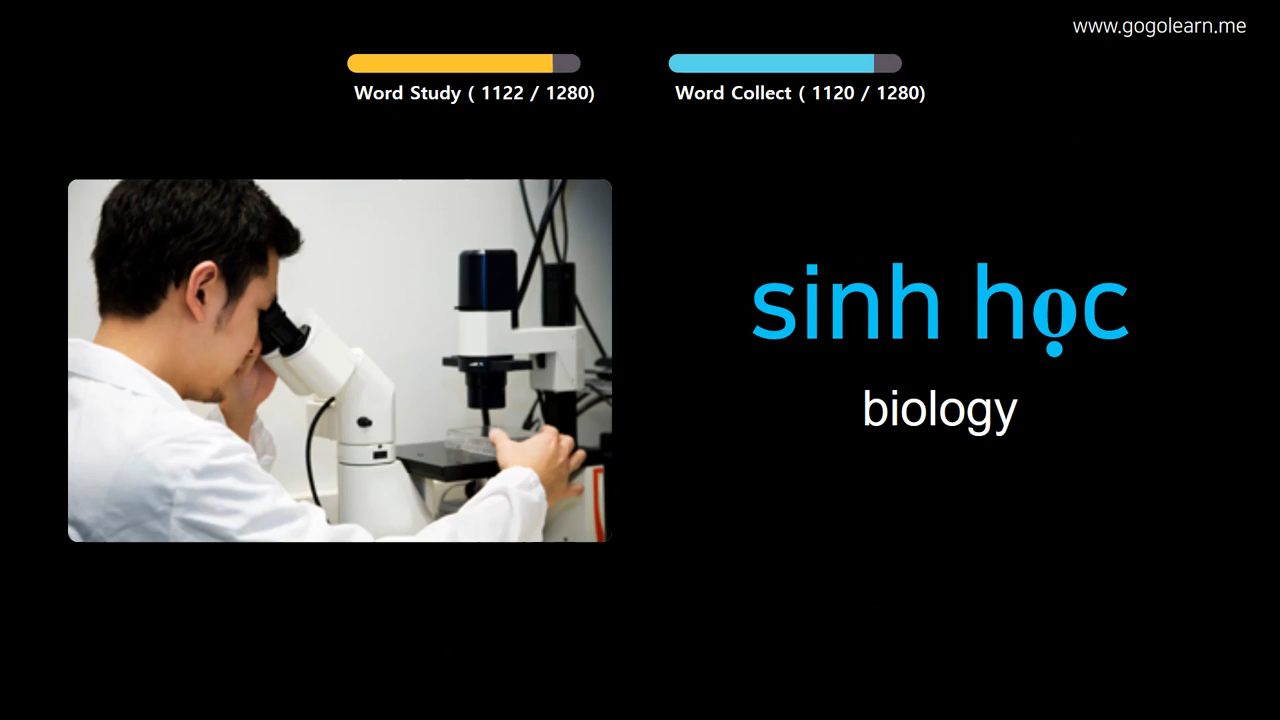 www.gogolearn.me
Word Study ( 1122 / 1280)
Word Collect ( 1120 / 1280)
sinh học
biology